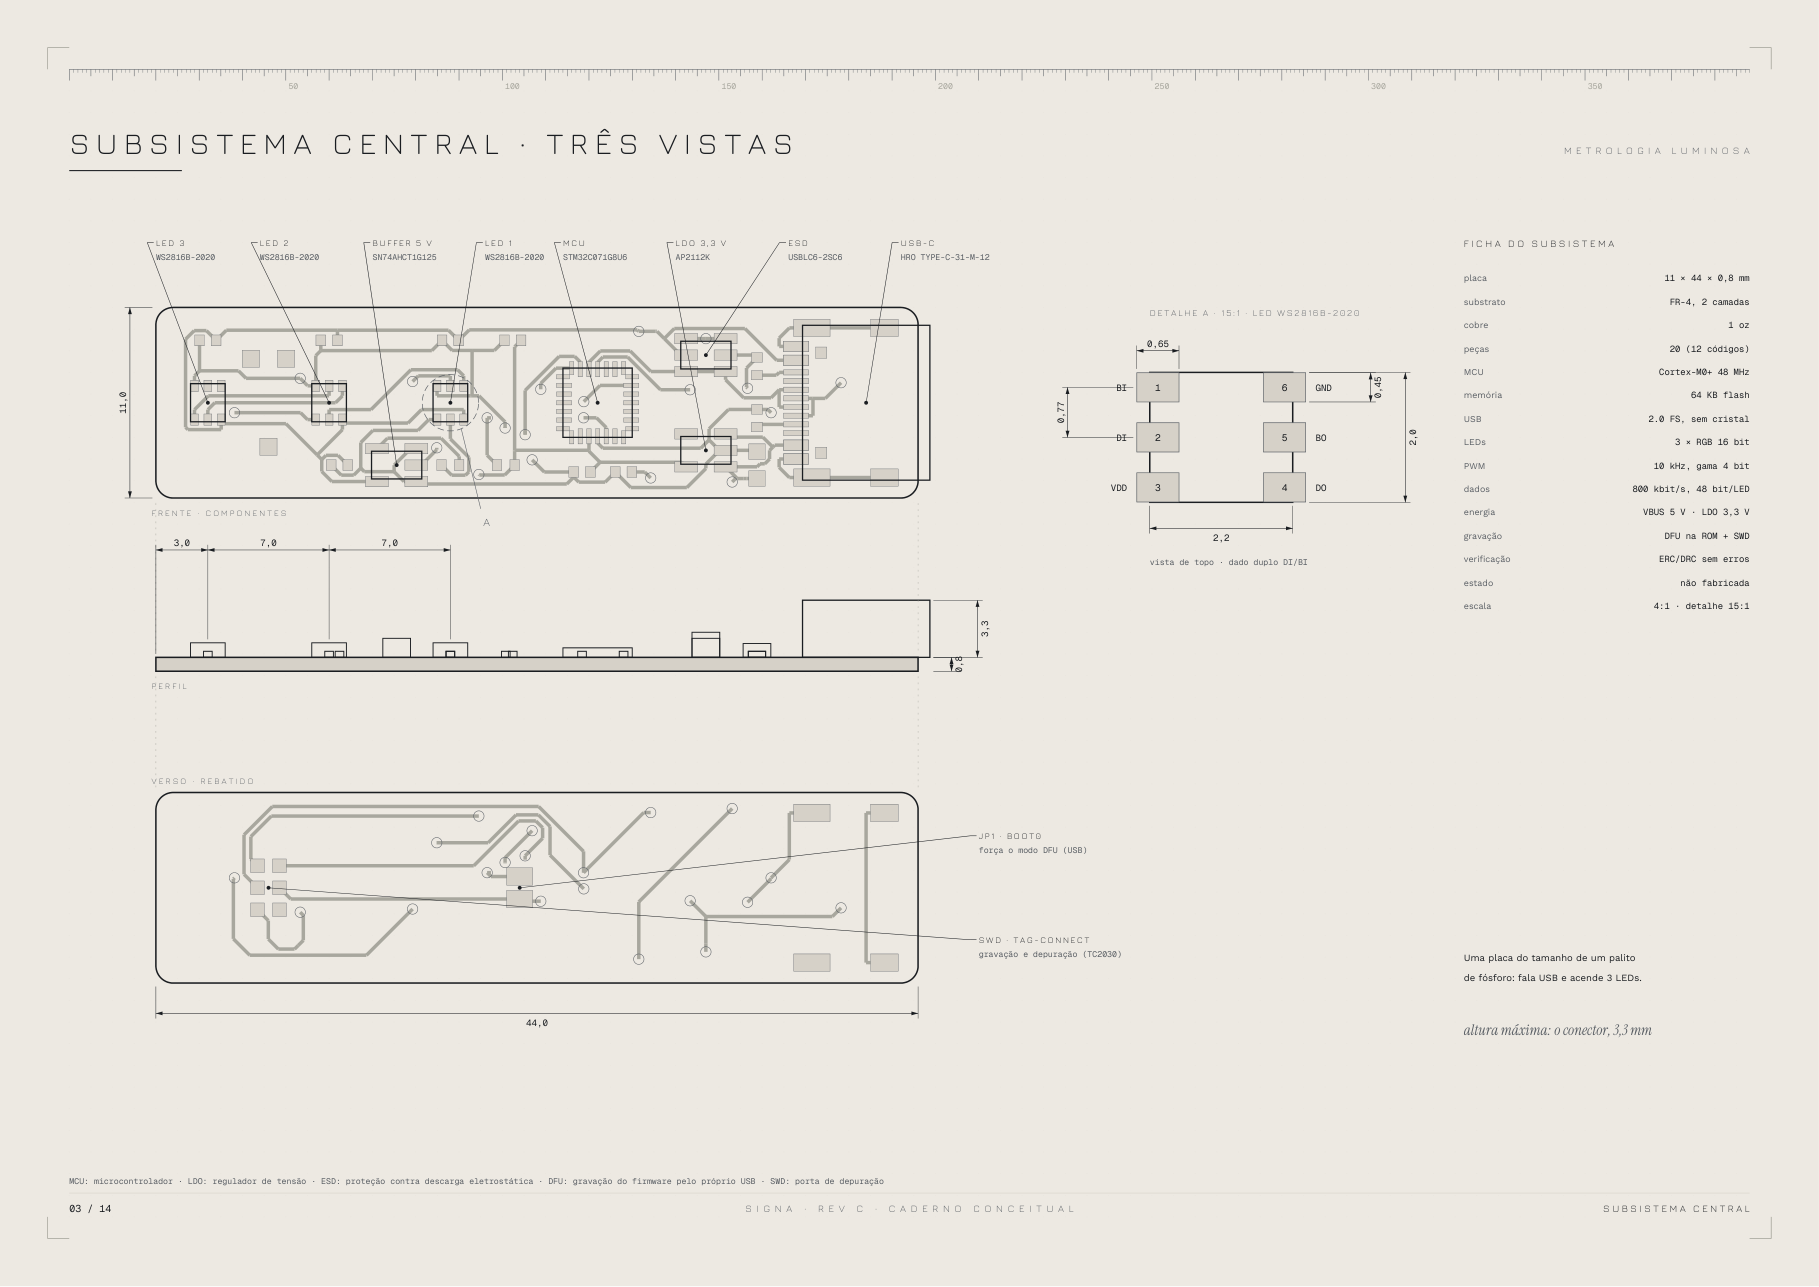 50 100 150 200 250 300 350
SUBSISTEMA CENTRAL · TRÊS VISTAS
METROLOGIA LUMINOSA
LED 3
WS2816B-2020
LED 2
WS2816B-2020
BUFFER 5 V
SN74AHCT1G125
LED 1
WS2816B-2020
MCU
STM32C071G8U6
LDO 3,3 V
AP2112K
ESD
USBLC6-2SC6
USB-C
HRO TYPE-C-31-M-12
11,0
FRENTE · COMPONENTES
A
3,0 7,0 7,0
3,3
0,8
PERFIL
VERSO · REBATIDO
JP1 · BOOT0
força o modo DFU (USB)
SWD · TAG-CONNECT
gravação e depuração (TC2030)
44,0
DETALHE A · 15:1 · LED WS2816B-2020
0,65
0,45
0,77
2,0
BI 1 6 GND
DI 2 5 BO
VDD 3 4 DO
2,2
vista de topo · dado duplo DI/BI
FICHA DO SUBSISTEMA
placa 11 × 44 × 0,8 mm
substrato FR-4, 2 camadas
cobre 1 oz
peças 20 (12 códigos)
MCU Cortex-M0+ 48 MHz
memória 64 KB flash
USB 2.0 FS, sem cristal
LEDs 3 × RGB 16 bit
PWM 10 kHz, gama 4 bit
dados 800 kbit/s, 48 bit/LED
energia VBUS 5 V · LDO 3,3 V
gravação DFU na ROM + SWD
verificação ERC/DRC sem erros
estado não fabricada
escala 4:1 · detalhe 15:1
Uma placa do tamanho de um palito
de fósforo: fala USB e acende 3 LEDs.
altura máxima: o conector, 3,3 mm
MCU: microcontrolador · LDO: regulador de tensão · ESD: proteção contra descarga eletrostática · DFU: gravação do firmware pelo próprio USB · SWD: porta de depuração
03 / 14
SIGNA · REV C · CADERNO CONCEITUAL
SUBSISTEMA CENTRAL